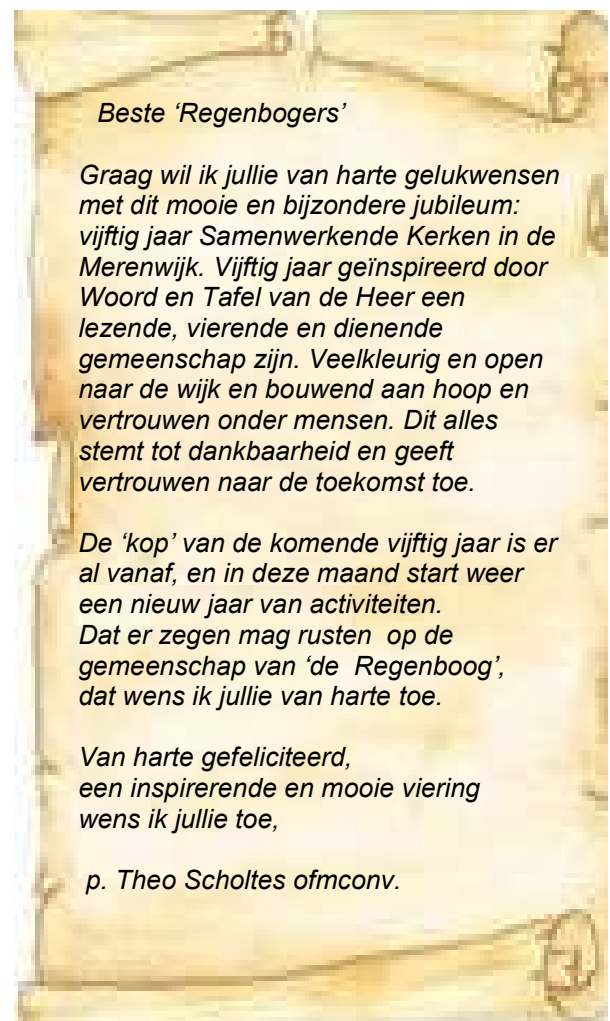 Beste ‘Regenbogers’
Graag wil ik jullie van harte gelukwensen
met dit mooie en bijzondere jubileum:
vijftig jaar Samenwerkende Kerken in de
Merenwijk. Vijftig jaar geïnspireerd door
Woord en Tafel van de Heer een
lezende, vierende en dienende
gemeenschap zijn. Veelkleurig en open
naar de wijk en bouwend aan hoop en
vertrouwen onder mensen. Dit alles
stemt tot dankbaarheid en geeft
vertrouwen naar de toekomst toe.
De ‘kop’ van de komende vijftig jaar is er
al vanaf, en in deze maand start weer
een nieuw jaar van activiteiten.
Dat er zegen mag rusten op de
gemeenschap van ‘de Regenboog’,
dat wens ik jullie van harte toe.
Van harte gefeliciteerd,
een inspirerende en mooie viering
wens ik jullie toe,
p. Theo Scholtes ofmconv.